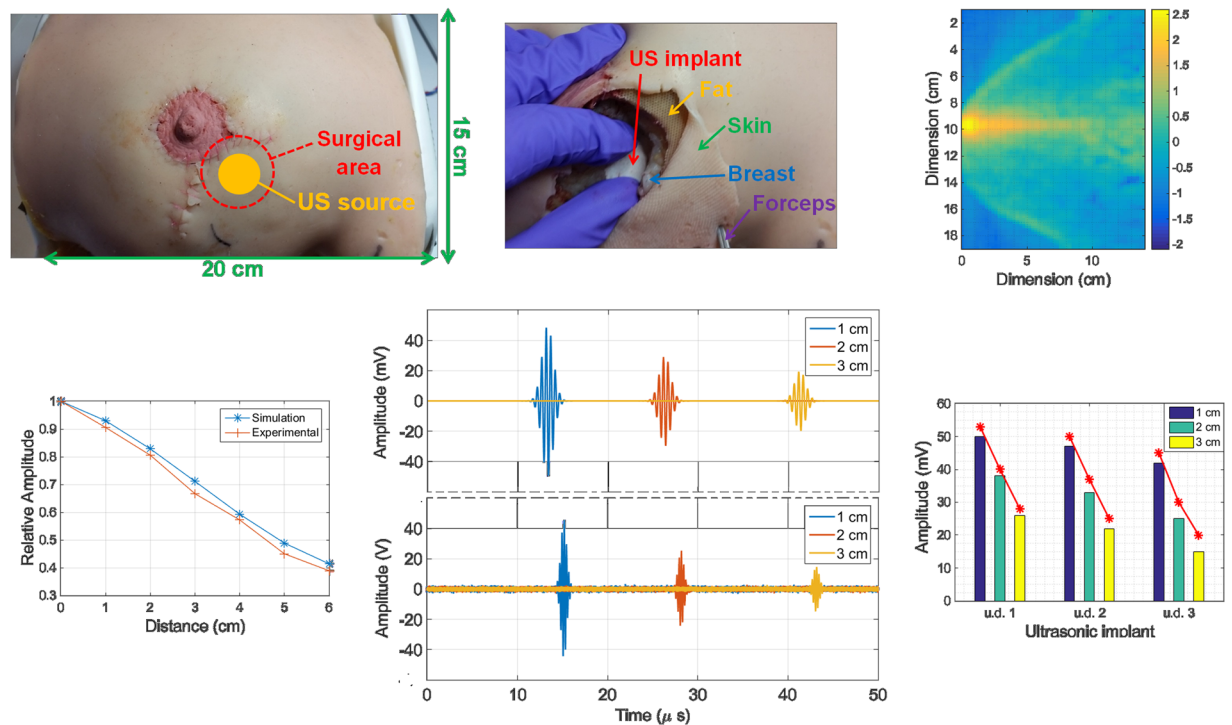 Surgical
area
US source
15 cm
20 cm
US implant
Fat
Skin
Breast
Forceps
Dimension (cm)
2
4
6
8
10
12
14
16
18
0
5
10
Dimension (cm)
2.5
2
1.5
1
0.5
0
-0.5
-1
-1.5
-2
Relative Amplitude
1
0.9
0.8
0.7
0.6
0.5
0.4
0.3
0
1
2
3
4
5
6
Distance (cm)
Simulation
Experimental
Amplitude (mV)
40
20
0
-20
-40
1 cm
2 cm
3 cm
Amplitude (V)
40
20
0
-20
-40
1 cm
2 cm
3 cm
0
10
20
30
40
50
Time (μ s)
Amplitude (mV)
60
50
40
30
20
10
0
1 cm
2 cm
3 cm
u.d. 1
u.d. 2
u.d. 3
Ultrasonic implant